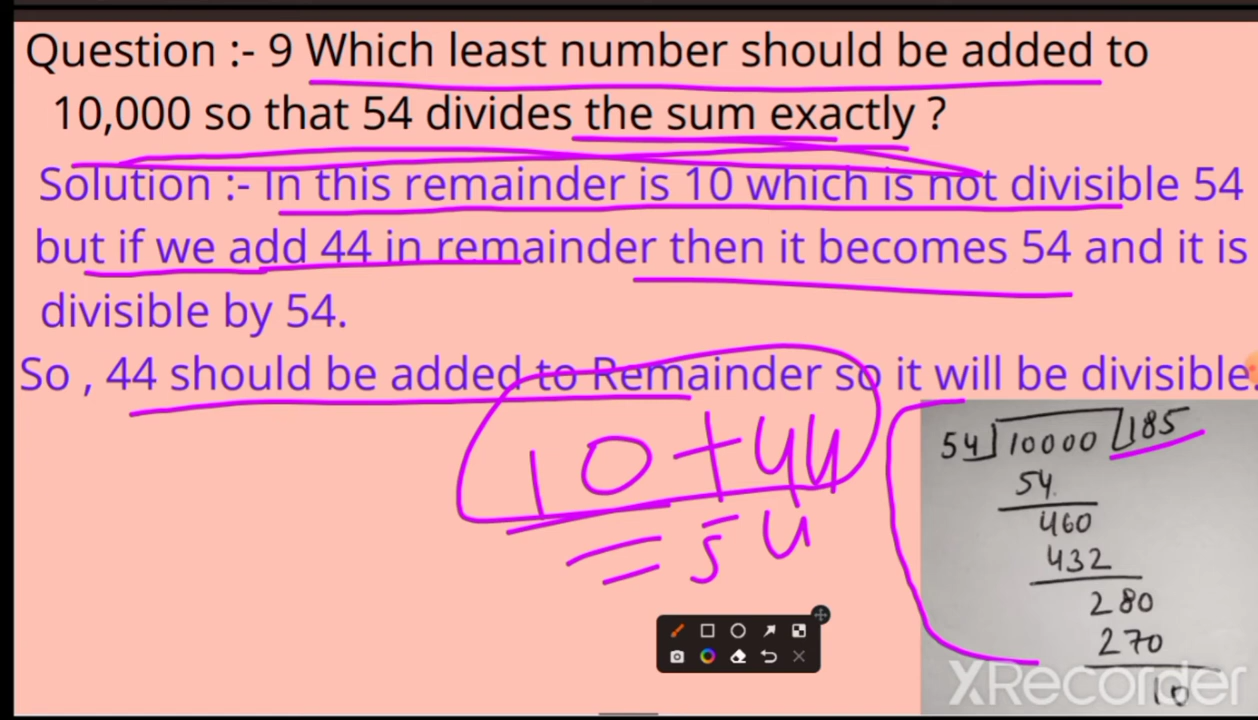 Question :- 9 Which least number should be added to
10,000 so that 54 divides the sum exactly ?
Solution :- In this remainder is 10 which is not divisible 54
but if we add 44 in remainder then it becomes 54 and it is
divisible by 54.
So , 44 should be added to Remainder so it will be divisible.
10+44
= 54
54 10000 185
54
460
432
280
270
10
XRecorder